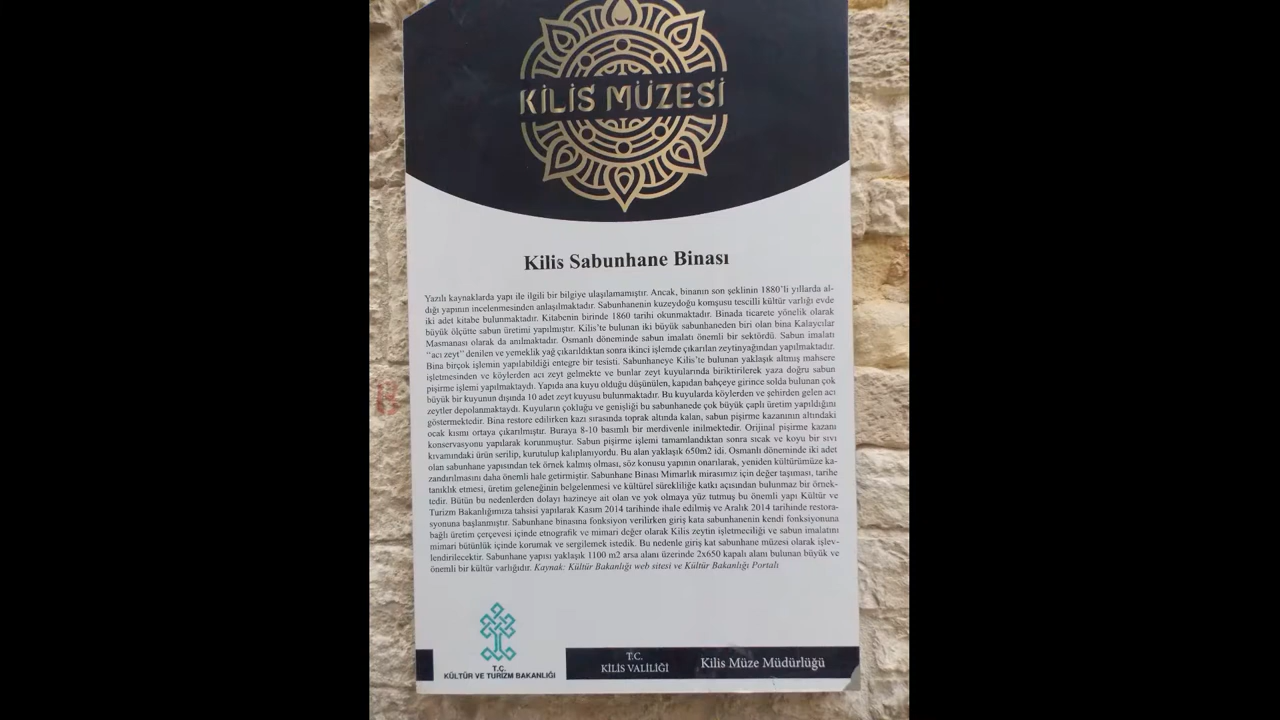 KİLİS MÜZESİ
Kilis Sabunhane Binası
Yazılı kaynaklarda yapı ile ilgili bir bilgiye ulaşılamamıştır. Ancak, binanın son şeklinin 1880'li yıllarda al-
dığı yapının incelenmesinden anlaşılmaktadır. Sabunhanenin kuzeydoğu komşusu tescilli kültür varlığı evde
iki adet kitabe bulunmaktadır. Kitabenin birinde 1860 tarihi okunmaktadır. Binada ticarete yönelik olarak
büyük ölçütte sabun üretimi yapılmıştır. Kilis'te bulunan iki büyük sabunhaneden biri olan bina Kalaycılar
Masmanası olarak da anılmaktadır. Osmanlı döneminde sabun imalatı önemli bir sektördü. Sabun imalatı
"acı zeyt" denilen ve yemeklik yağ çıkarıldıktan sonra ikinci işlemde çıkarılan zeytinyağından yapılmaktadır.
Bina birçok işlemin yapılabildiği entegre bir tesisti. Sabunhaneye Kilis'te bulunan yaklaşık altmış mahsere
işletmesinden ve köylerden acı zeyt gelmekte ve bunlar zeyt kuyularında biriktirilerek yaza doğru sabun
pişirme işlemi yapılmaktaydı. Yapıda ana kuyu olduğu düşünülen, kapıdan bahçeye girince solda bulunan çok
büyük bir kuyunun dışında 10 adet zeyt kuyusu bulunmaktadır. Bu kuyularda köylerden ve şehirden gelen acı
zeytler depolanmaktaydı. Kuyuların çokluğu ve genişliği bu sabunhanede çok büyük çaplı üretim yapıldığını
göstermektedir. Bina restore edilirken kazı sırasında toprak altında kalan, sabun pişirme kazanının altındaki
ocak kısmı ortaya çıkarılmıştır. Buraya 8-10 basımlı bir merdivenle inilmektedir. Orijinal pişirme kazanı
konservasyonu yapılarak korunmuştur. Sabun pişirme işlemi tamamlandıktan sonra sıcak ve koyu bir sıvı
kıvamındaki ürün serilip, kurutulup kalıplanıyordu. Bu alan yaklaşık 650m2 idi. Osmanlı döneminde iki adet
olan sabunhane yapısından tek örnek kalmış olması, söz konusu yapının onarılarak, yeniden kültürümüze ka-
zandırılmasını daha önemli hale getirmiştir. Sabunhane Binası Mimarlık mirasımız için değer taşıması, tarihe
tanıklık etmesi, üretim geleneğinin belgelenmesi ve kültürel sürekliliğe katkı açısından bulunmaz bir örnek-
tedir. Bütün bu nedenlerden dolayı hazineye ait olan ve yok olmaya yüz tutmuş bu önemli yapı Kültür ve
Turizm Bakanlığımıza tahsisi yapılarak Kasım 2014 tarihinde ihale edilmiş ve Aralık 2014 tarihinde restora-
syonuna başlanmıştır. Sabunhane binasına fonksiyon verilirken giriş kata sabunhanenin kendi fonksiyonuna
bağlı üretim çerçevesi içinde etnografik ve mimari değer olarak Kilis zeytin işletmeciliği ve sabun imalatını
mimari bütünlük içinde korumak ve sergilemek istedik. Bu nedenle giriş kat sabunhane müzesi olarak işlev-
lendirilecektir. Sabunhane yapısı yaklaşık 1100 m2 arsa alanı üzerinde 2x650 kapalı alanı bulunan büyük ve
önemli bir kültür varlığıdır. Kaynak: Kültür Bakanlığı web sitesi ve Kültür Bakanlığı Portalı
T.C.
KÜLTÜR VE TURİZM BAKANLIĞI
T.C.
KİLİS VALİLİĞİ
Kilis Müze Müdürlüğü